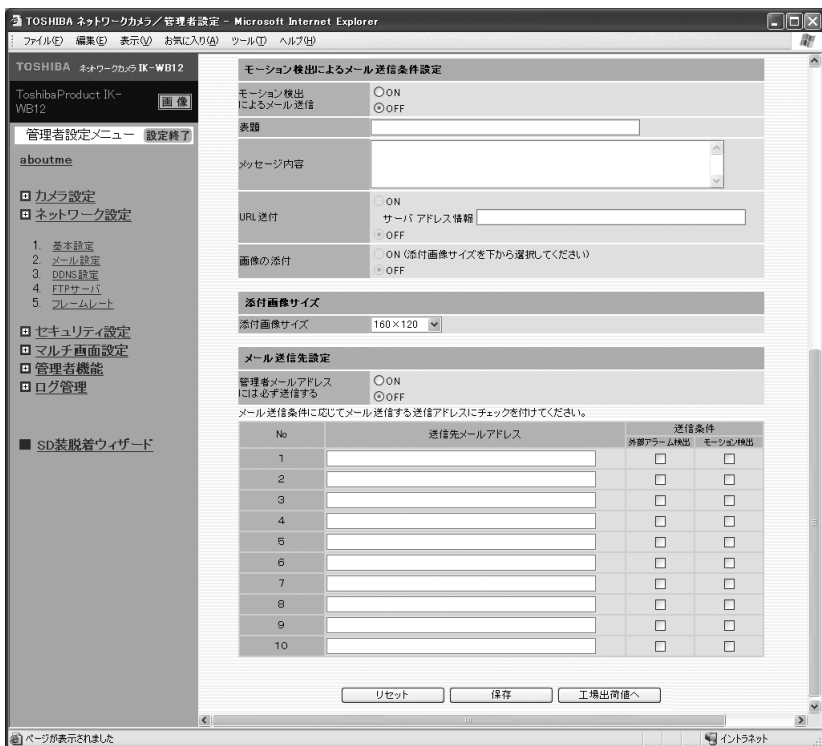 TOSHIBA ネットワークカメラ／管理者設定 - Microsoft Internet Explorer
ファイル(F) 編集(E) 表示(V) お気に入り(A) ツール(T) ヘルプ(H)
TOSHIBA ネットワークカメラ IK-WB12
ToshibaProduct IK-
WB12
画像
管理者設定メニュー 設定終了
aboutme
カメラ設定
ネットワーク設定
1. 基本設定
2. メール設定
3. DDNS設定
4. FTPサーバ
5. フレームレート
セキュリティ設定
マルチ画面設定
管理者機能
ログ管理
■ SD装脱着ウィザード
モーション検出によるメール送信条件設定
モーション検出
によるメール送信
ON
OFF
表題
メッセージ内容
URL送付
ON
サーバ アドレス情報
OFF
画像の添付
ON (添付画像サイズを下から選択してください)
OFF
添付画像サイズ
添付画像サイズ 160×120
メール送信先設定
管理者メールアドレス
には必ず送信する
ON
OFF
メール送信条件に応じてメール送信する送信アドレスにチェックを付けてください。
No 送信先メールアドレス 送信条件
外部アラーム検出 モーション検出
1
2
3
4
5
6
7
8
9
10
リセット 保存 工場出荷値へ
ページが表示されました イントラネット